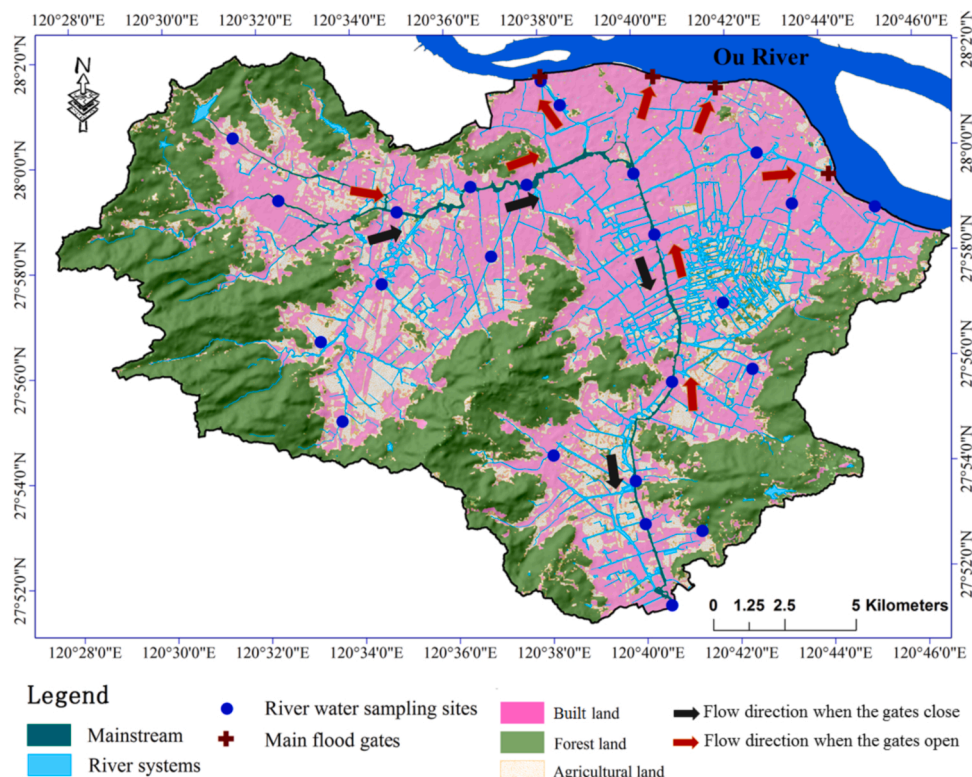 120°28'0"E 120°30'0"E 120°32'0"E 120°34'0"E 120°36'0"E 120°38'0"E 120°40'0"E 120°42'0"E 120°44'0"E 120°46'0"E
28°2'0"N
28°0'0"N
27°58'0"N
27°56'0"N
27°54'0"N
27°52'0"N
N
Ou River
28°2'0"N
28°0'0"N
27°58'0"N
27°56'0"N
27°54'0"N
27°52'0"N
0 1.25 2.5 5 Kilometers
120°28'0"E 120°30'0"E 120°32'0"E 120°34'0"E 120°36'0"E 120°38'0"E 120°40'0"E 120°42'0"E 120°44'0"E 120°46'0"E
Legend
Mainstream
River systems
River water sampling sites
Main flood gates
Built land
Forest land
Agricultural land
Flow direction when the gates close
Flow direction when the gates open